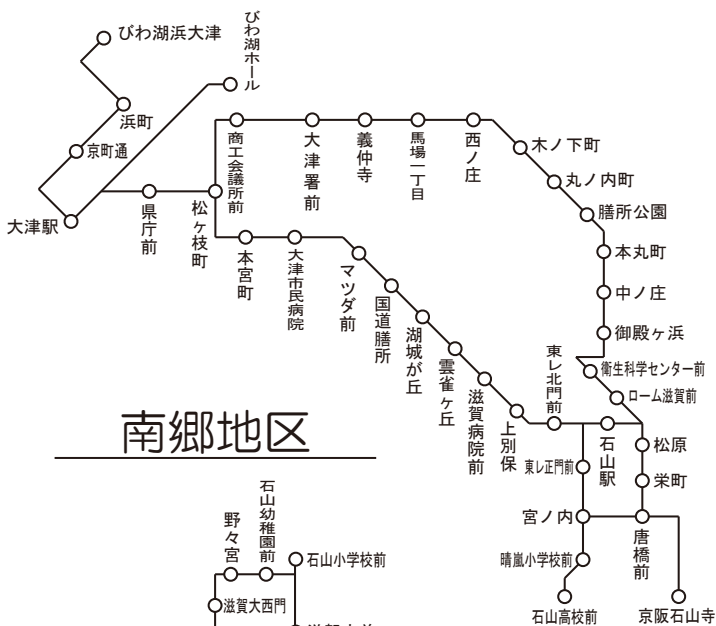 びわ湖浜大津
びわ湖ホール
浜町
京町通
大津駅
県庁前
松ヶ枝町
商工会議所前
大津署前
義仲寺
馬場一丁目
西ノ庄
木ノ下町
丸ノ内町
膳所公園
本丸町
中ノ庄
御殿ヶ浜
衛生科学センター前
ローム滋賀前
本宮町
大津市民病院
マツダ前
国道膳所
湖城が丘
雲雀ヶ丘
滋賀病院前
上別保
東レ北門前
石山駅
松原
栄町
東レ正門前
宮ノ内
唐橋前
晴嵐小学校前
石山高校前
京阪石山寺
南郷地区
野々宮
石山幼稚園前
石山小学校前
滋賀大西門